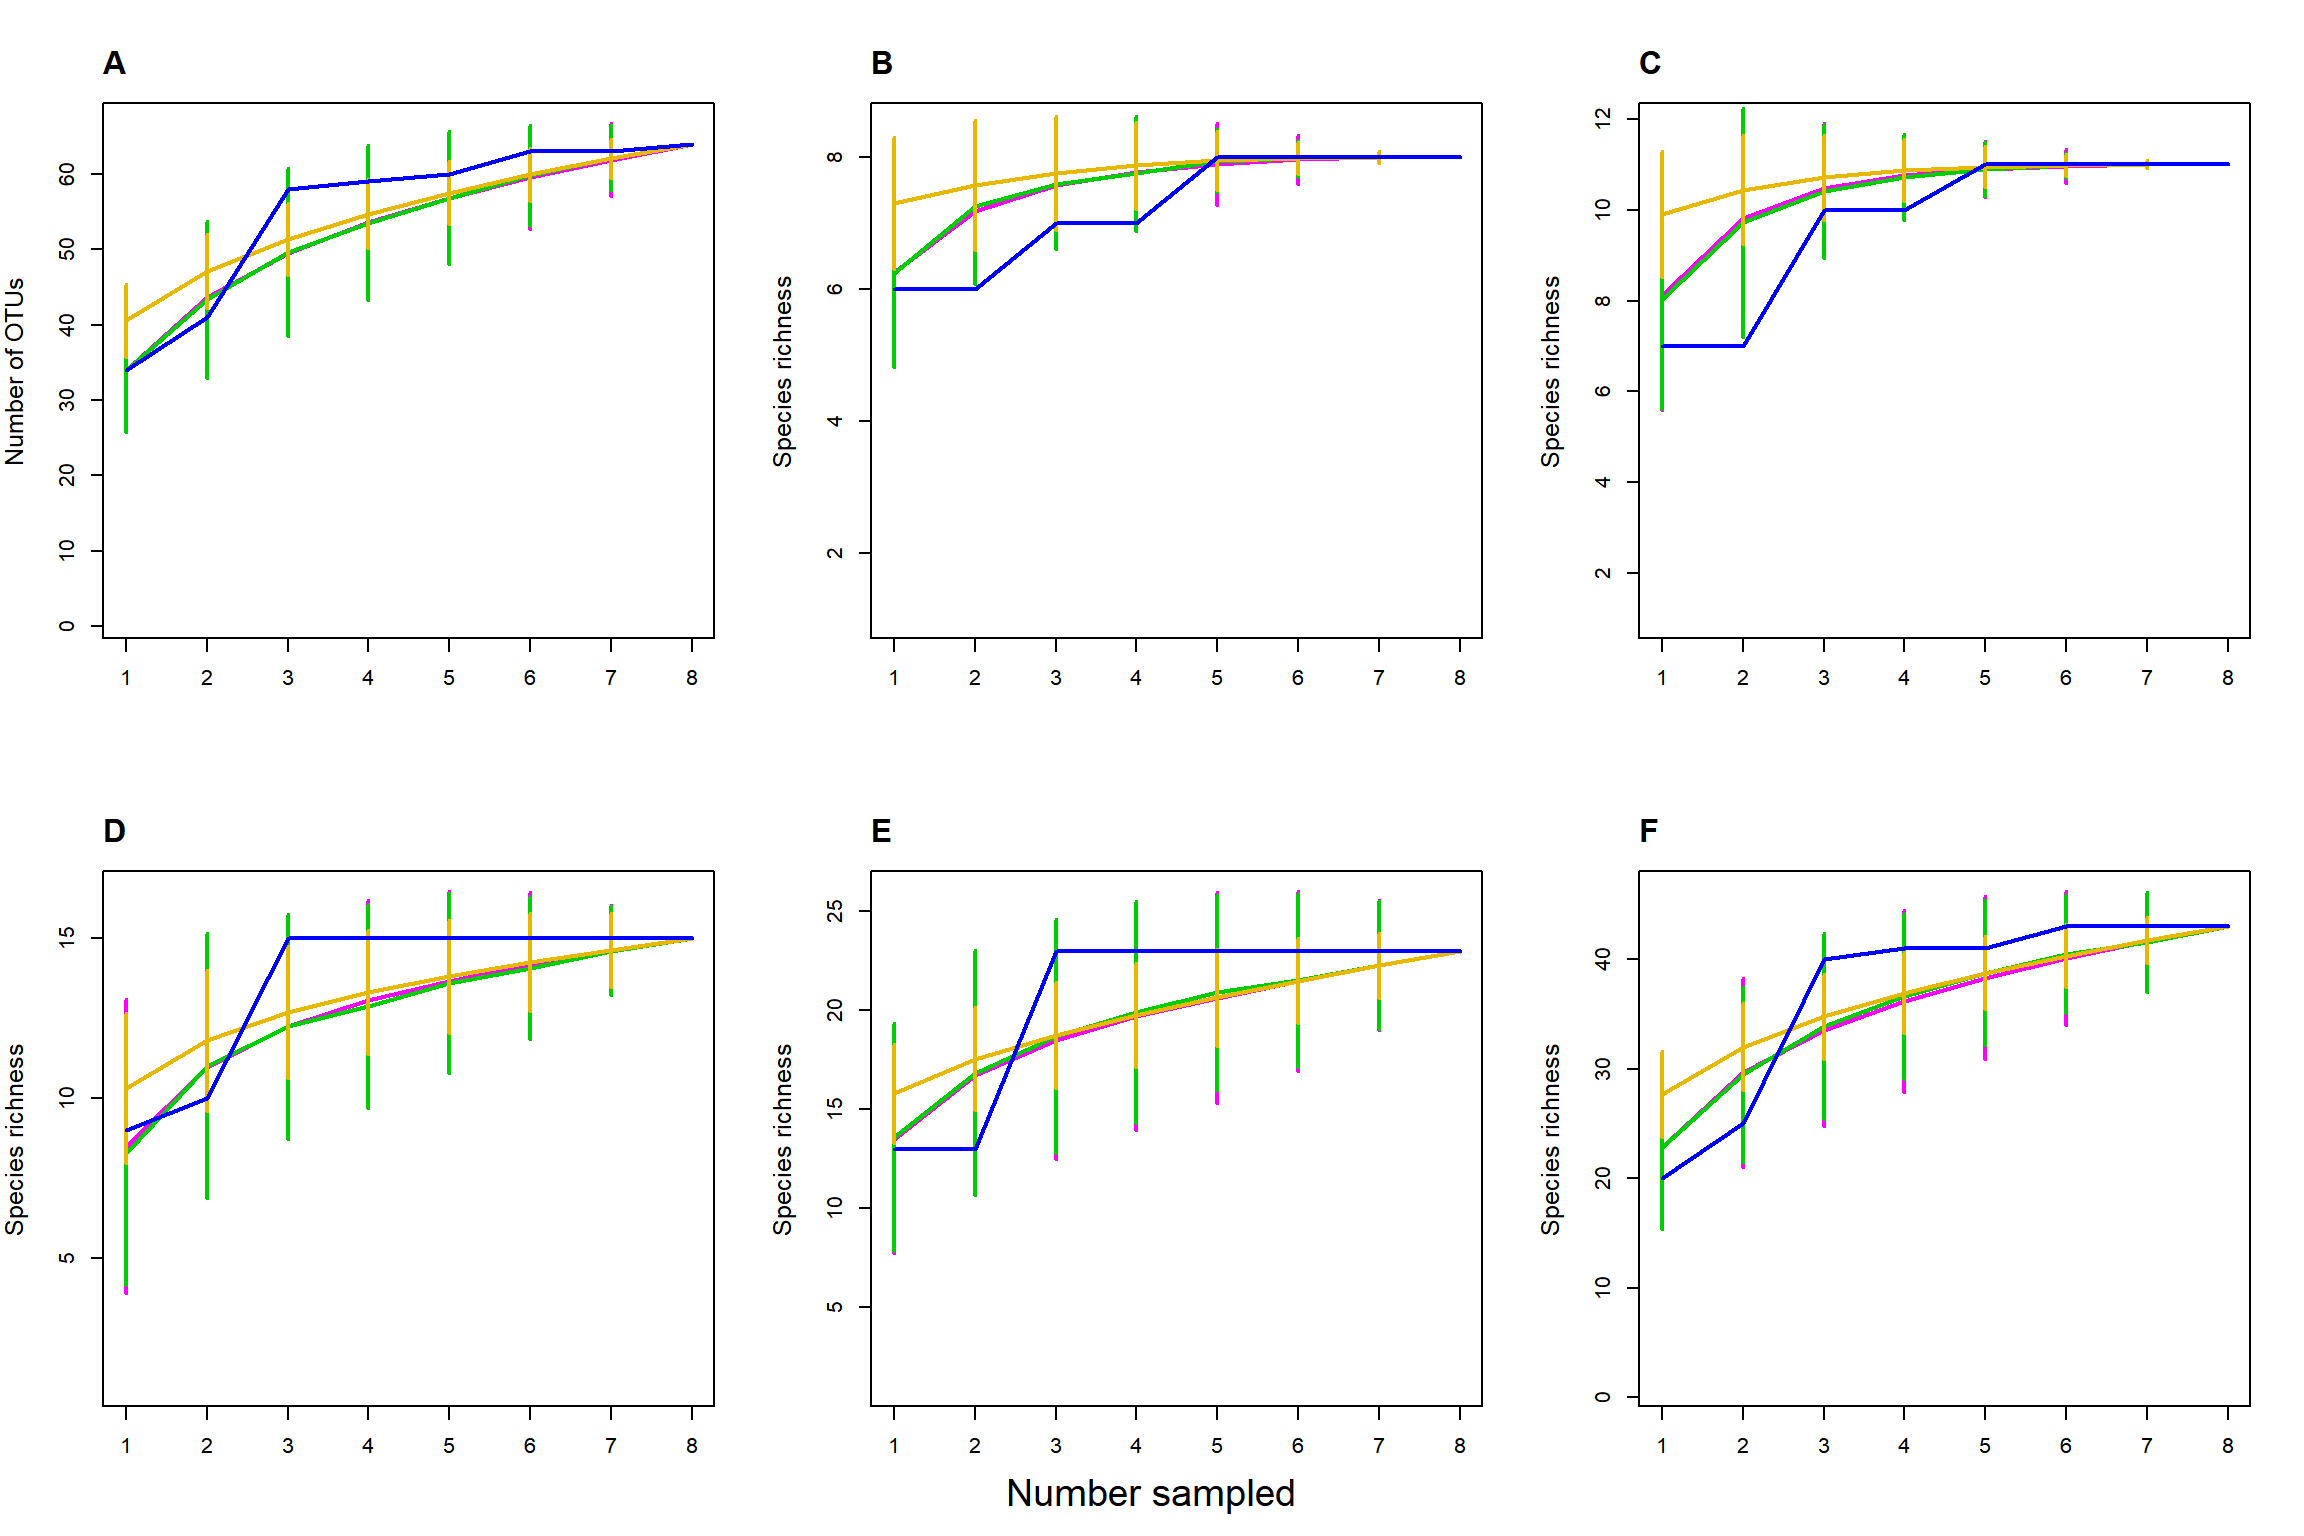 A
Number of OTUs
0 10 20 30 40 50 60
1 2 3 4 5 6 7 8
B
Species richness
2 4 6 8
1 2 3 4 5 6 7 8
C
Species richness
2 4 6 8 10 12
1 2 3 4 5 6 7 8
D
Species richness
5 10 15
1 2 3 4 5 6 7 8
E
Species richness
5 10 15 20 25
1 2 3 4 5 6 7 8
F
Species richness
0 10 20 30 40
1 2 3 4 5 6 7 8
Number sampled